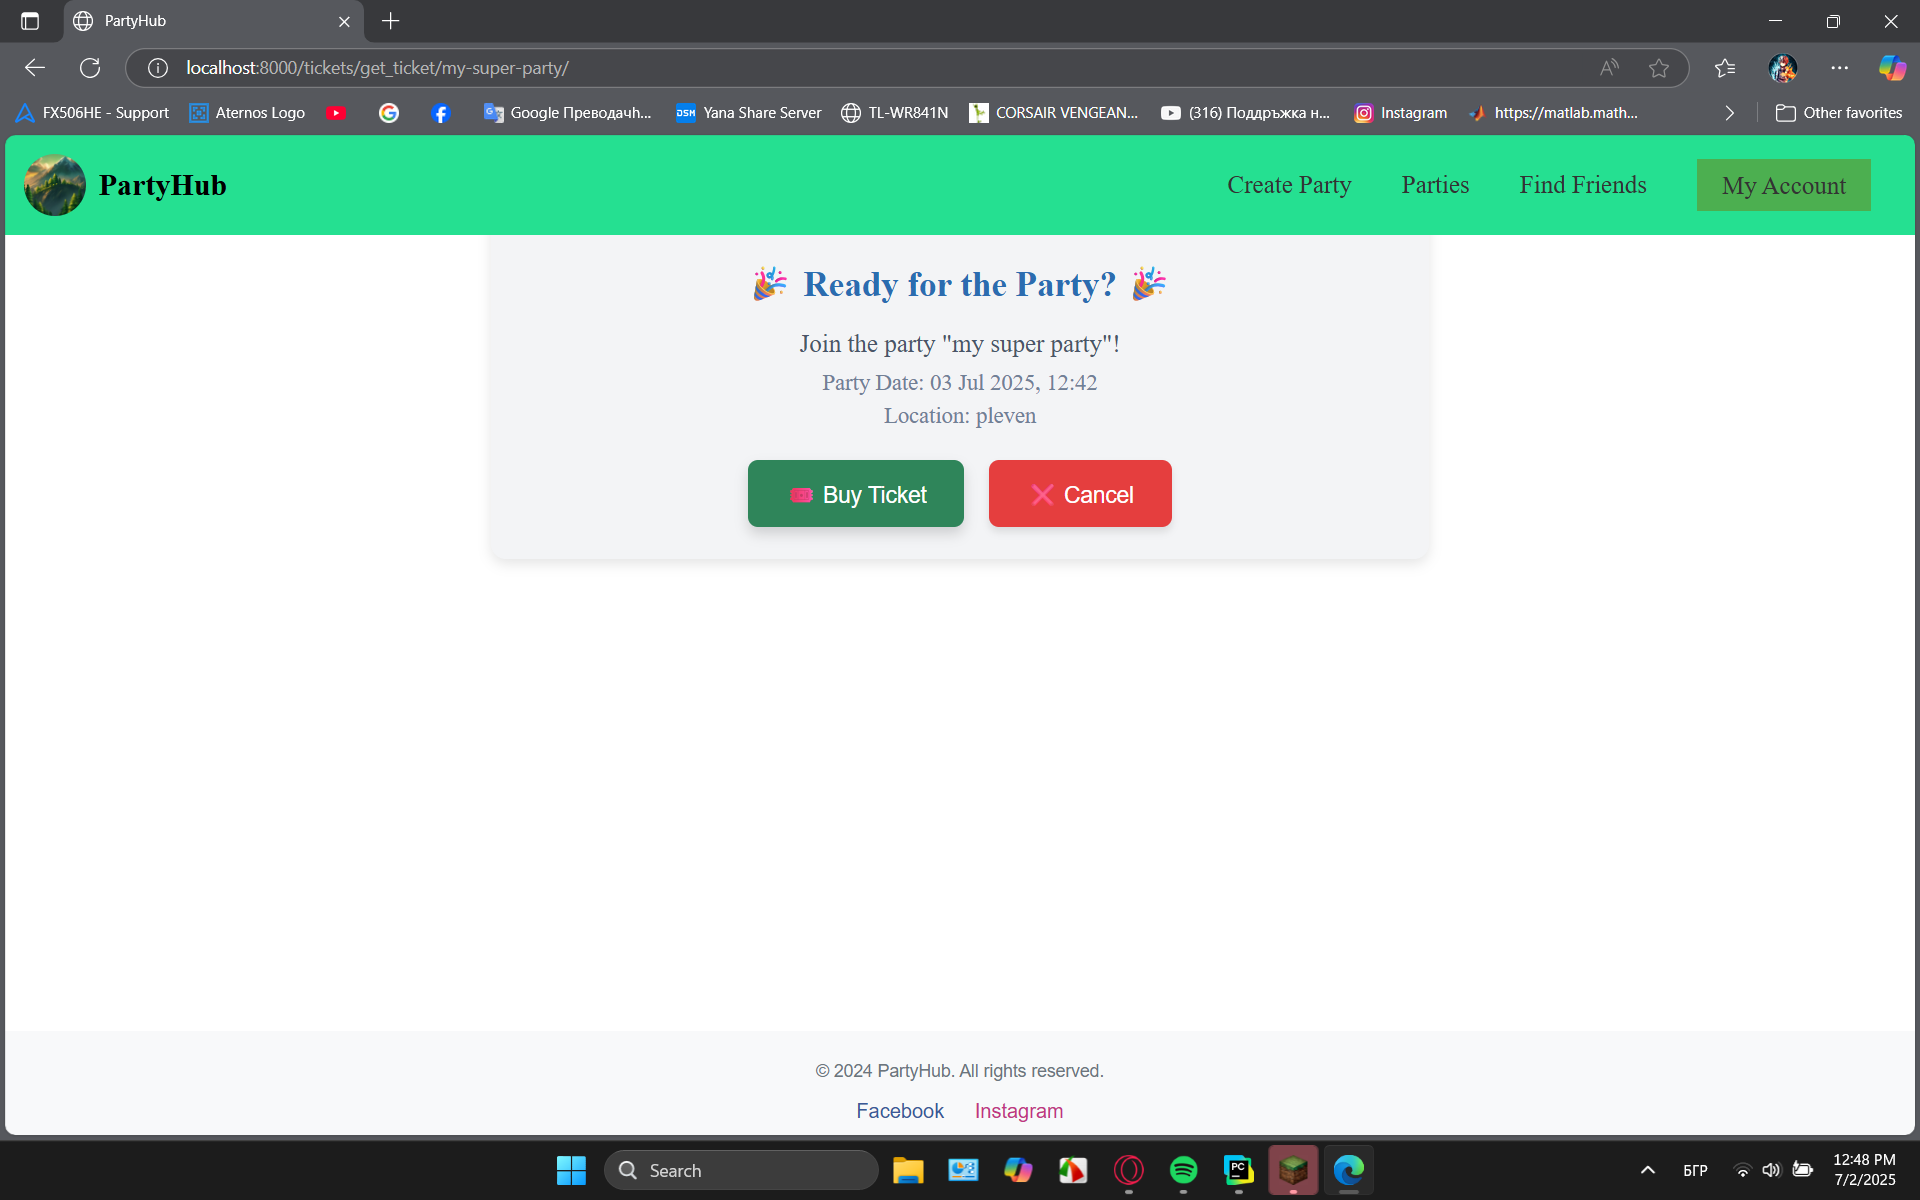 PartyHub
localhost:8000/tickets/get_ticket/my-super-party/
FX506HE - Support
Aternos Logo
Google Преводачh...
DSM
Yana Share Server
TL-WR841N
CORSAIR VENGEAN...
(316) Поддръжка н...
Instagram
https://matlab.math...
Other favorites
PartyHub
Create Party
Parties
Find Friends
My Account
Ready for the Party?
Join the party "my super party"!
Party Date: 03 Jul 2025, 12:42
Location: pleven
Buy Ticket
Cancel
© 2024 PartyHub. All rights reserved.
Facebook
Instagram
Search
PC
БГР
12:48 PM
7/2/2025